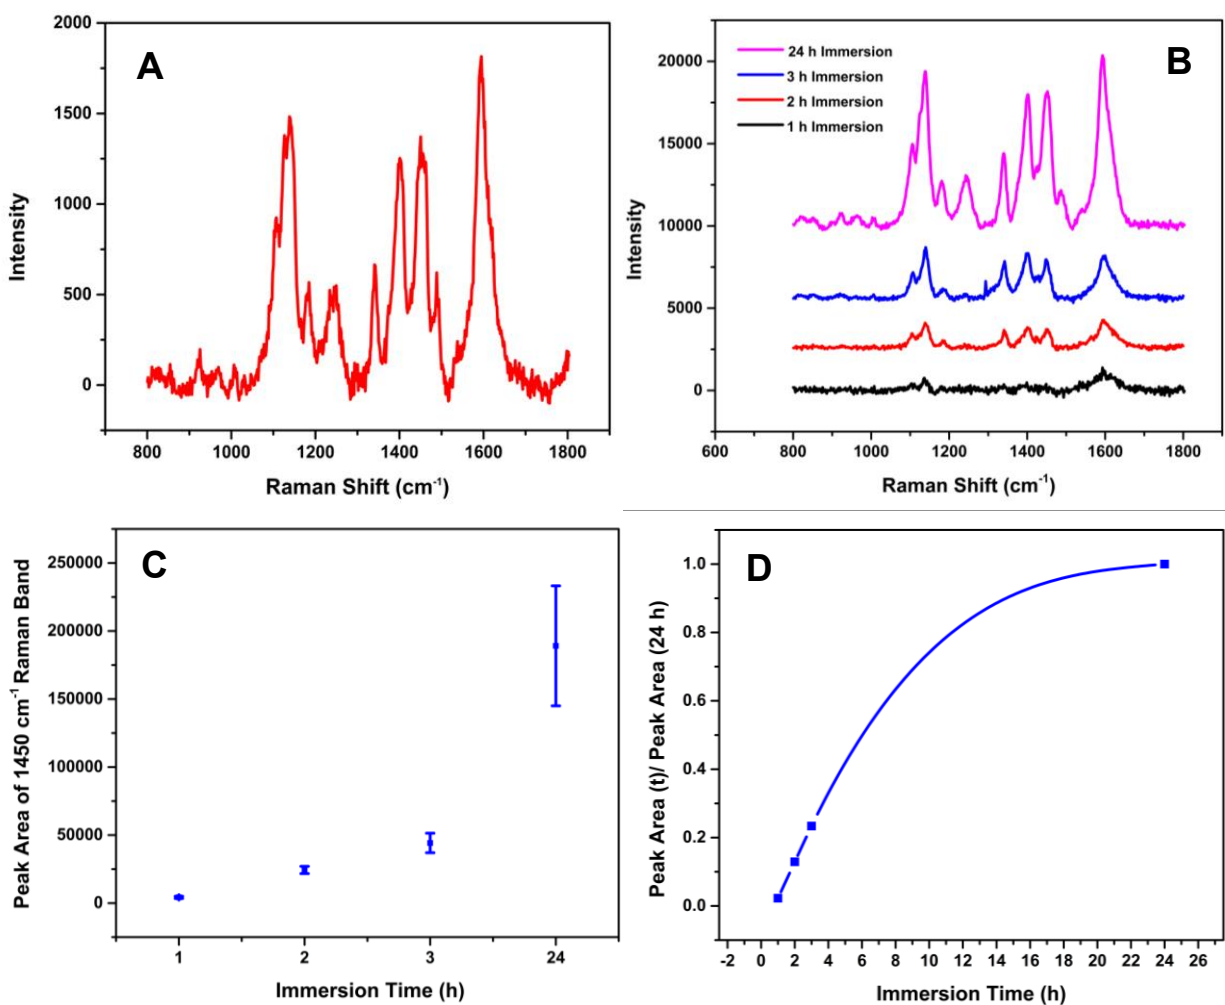 A
2000
1500
1000
500
0
Intensity
800 1000 1200 1400 1600 1800
Raman Shift (cm⁻¹)
B
24 h Immersion
3 h Immersion
2 h Immersion
1 h Immersion
20000
15000
10000
5000
0
Intensity
600 800 1000 1200 1400 1600 1800
Raman Shift (cm⁻¹)
C
250000
200000
150000
100000
50000
0
Peak Area of 1450 cm⁻¹ Raman Band
1 2 3 24
Immersion Time (h)
D
1.0
0.8
0.6
0.4
0.2
0.0
Peak Area (t)/ Peak Area (24 h)
-2 0 2 4 6 8 10 12 14 16 18 20 22 24 26
Immersion Time (h)